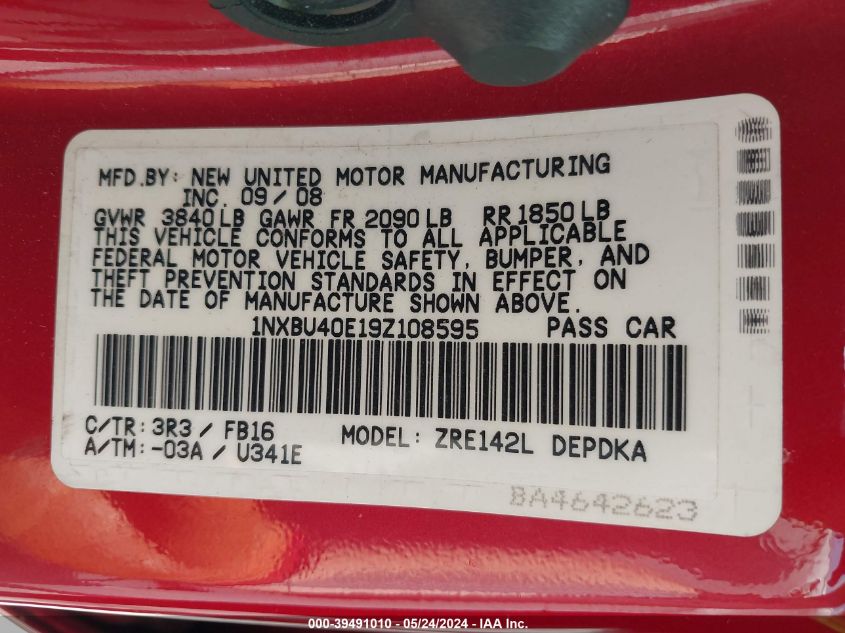 MFD.BY: NEW UNITED MOTOR MANUFACTURING
INC. 09/08
GVWR 3840 LB GAWR FR 2090 LB RR 1850 LB
THIS VEHICLE CONFORMS TO ALL APPLICABLE
FEDERAL MOTOR VEHICLE SAFETY, BUMPER, AND
THEFT PREVENTION STANDARDS IN EFFECT ON
THE DATE OF MANUFACTURE SHOWN ABOVE.
1NXBU40E19Z108595 PASS CAR
C/TR: 3R3 / FB16 MODEL: ZRE142L DEPDKA
A/TM: -03A / U341E
BA4642623
000-39491010 - 05/24/2024 - IAA Inc.